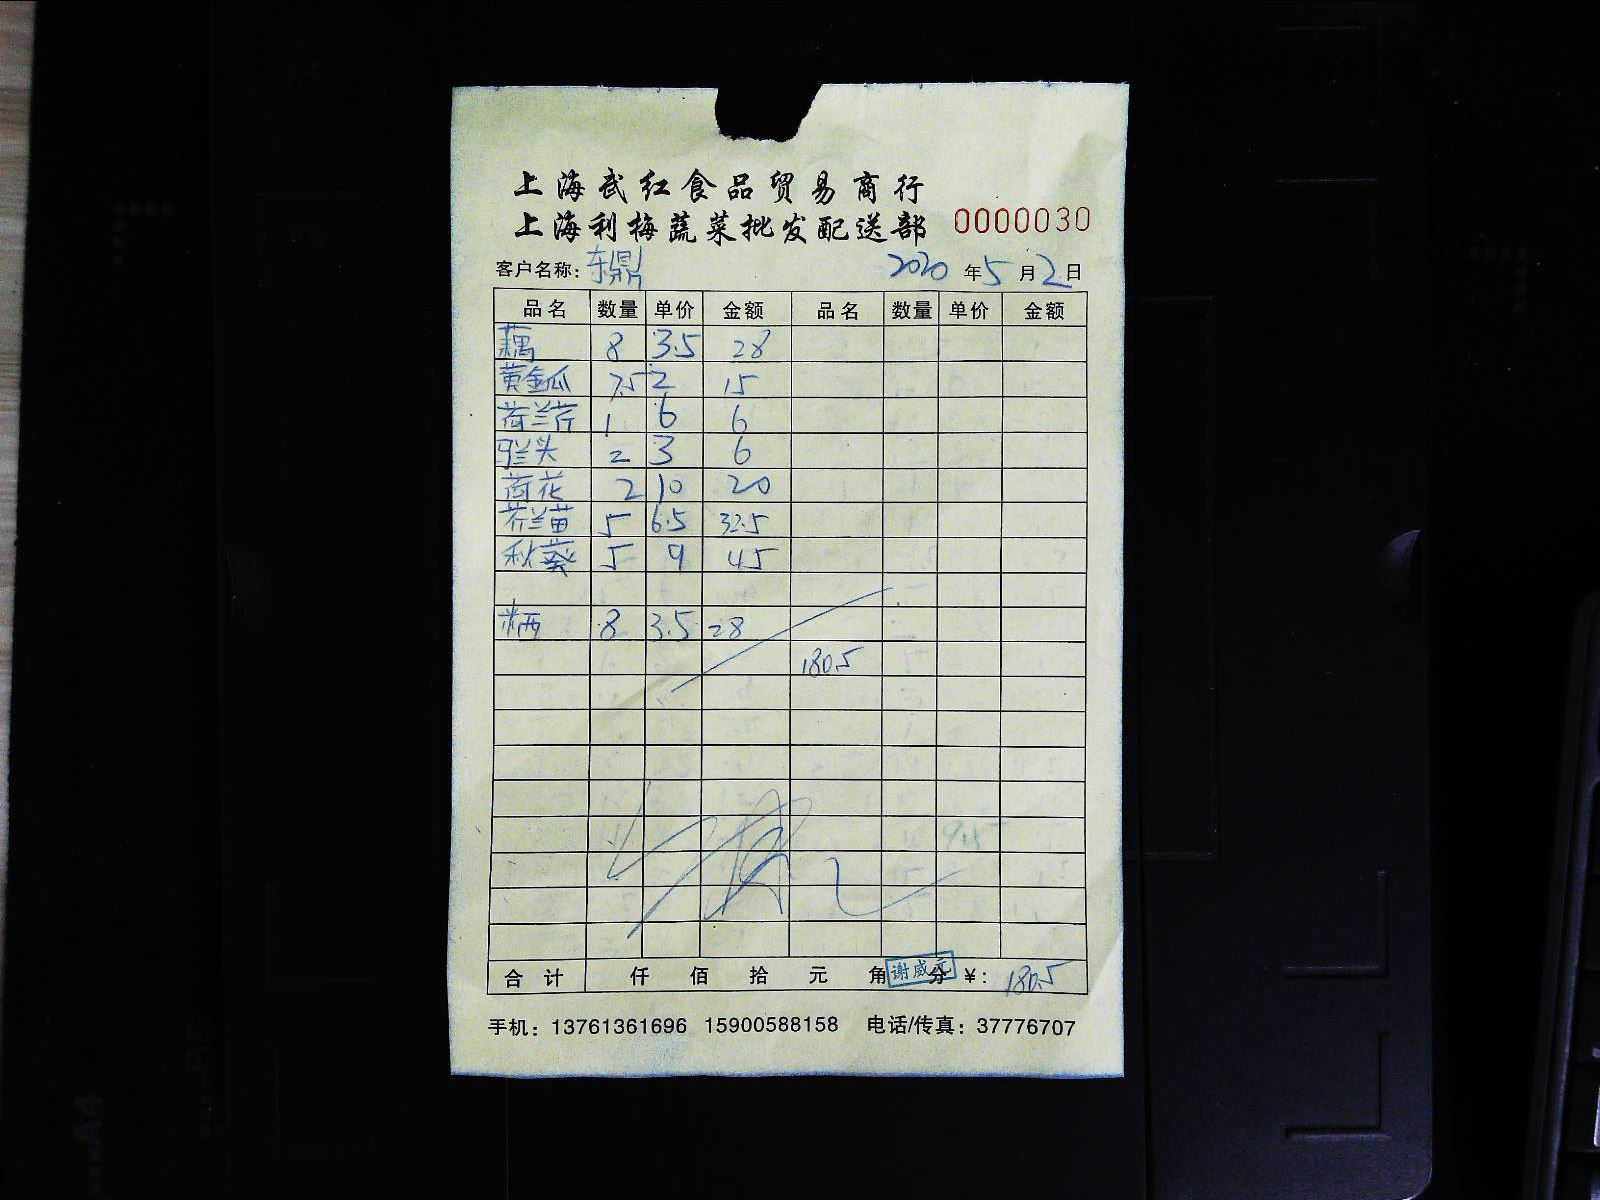 上海武红食品贸易商行
上海利梅蔬菜批发配送部 0000030
客户名称: 东鼎 2020 年 5 月 2 日
品名 数量 单价 金额 品名 数量 单价 金额
藕 8 3.5 28
黄金瓜 7.5 2 15
荷兰芹 1 6 6
马兰头 2 3 6
荷花 2 10 20
芥兰苗 5 6.5 32.5
秋葵 5 9 45
8 3.5 28
180.5
合计 仟 佰 拾 元 角 分 ¥: 180.5
谢威元
手机: 13761361696 15900588158 电话/传真: 37776707